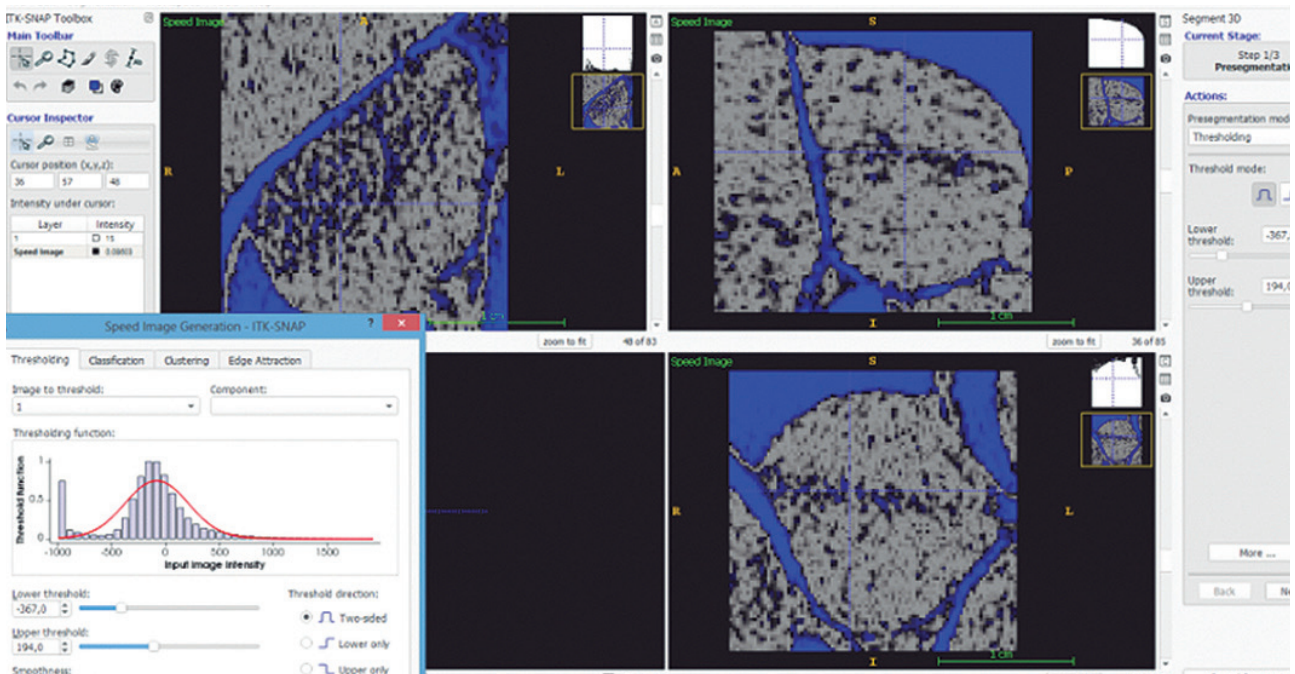 ITK-SNAP Toolbox
Main Toolbar
Cursor Inspector
Cursor position (x,y,z):
36 57 48
Intensity under cursor:
Layer Intensity
1 15
Speed Image
Speed Image
A
R
L
1 cm
zoom to fit 48 of 83
Speed Image
S
A
P
I
1 cm
zoom to fit 36 of 85
Speed Image
S
R
L
I
1 cm
Segment 3D
Current Stage:
Step 1/3
Presegmentati
Actions:
Presegmentation mod
Thresholding
Threshold mode:
Lower
threshold: -367,
Upper
threshold: 194,0
More ...
Back Ne
Speed Image Generation - ITK-SNAP ? x
Thresholding Classification Clustering Edge Attraction
Image to threshold: Component:
1
Thresholding function:
Threshold function
1
0.5
0
-1000 -500 0 500 1000 1500
Input image intensity
Lower threshold:
-367,0
Upper threshold:
194,0
Smoothness:
Threshold direction:
Two-sided
Lower only
Upper only